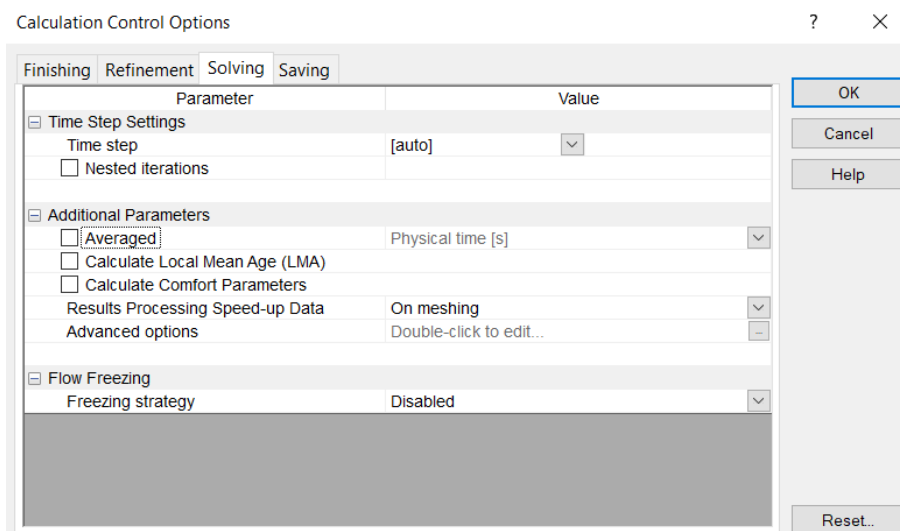 Calculation Control Options
?
Finishing Refinement Solving Saving
Parameter Value
Time Step Settings
Time step [auto]
Nested iterations
Additional Parameters
Averaged Physical time [s]
Calculate Local Mean Age (LMA)
Calculate Comfort Parameters
Results Processing Speed-up Data On meshing
Advanced options Double-click to edit...
Flow Freezing
Freezing strategy Disabled
OK
Cancel
Help
Reset...